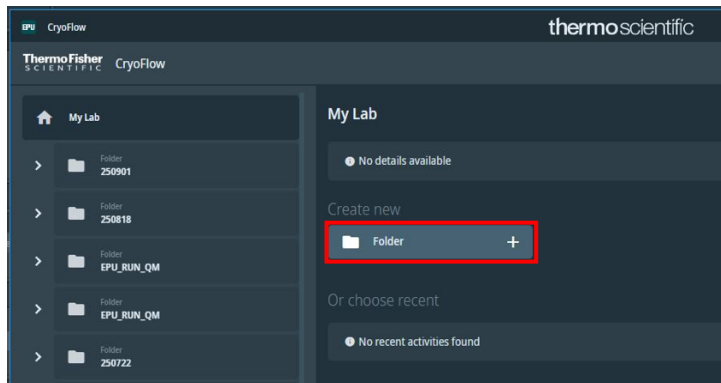 EPU CryoFlow
thermoscientific
ThermoFisher
SCIENTIFIC
CryoFlow
My Lab
Folder
250901
Folder
250818
Folder
EPU_RUN_QM
Folder
EPU_RUN_QM
Folder
250722
My Lab
No details available
Create new
Folder +
Or choose recent
No recent activities found